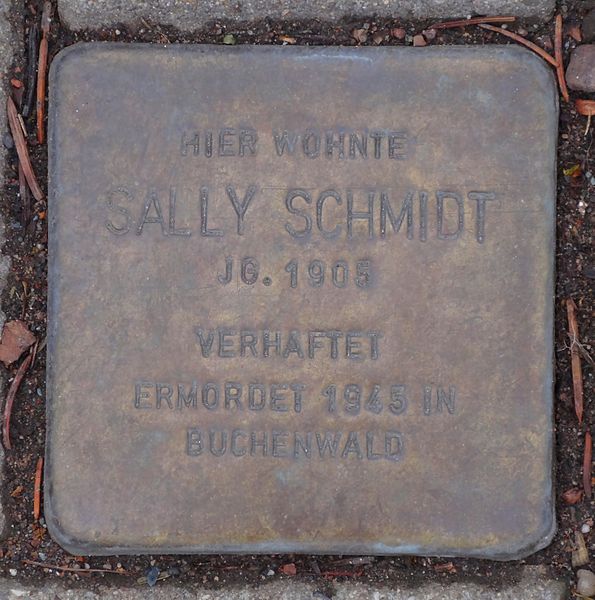 HIER WOHNTE
SALLY SCHMIDT
JG. 1905
VERHAFTET
ERMORDET 1945 IN
BUCHENWALD